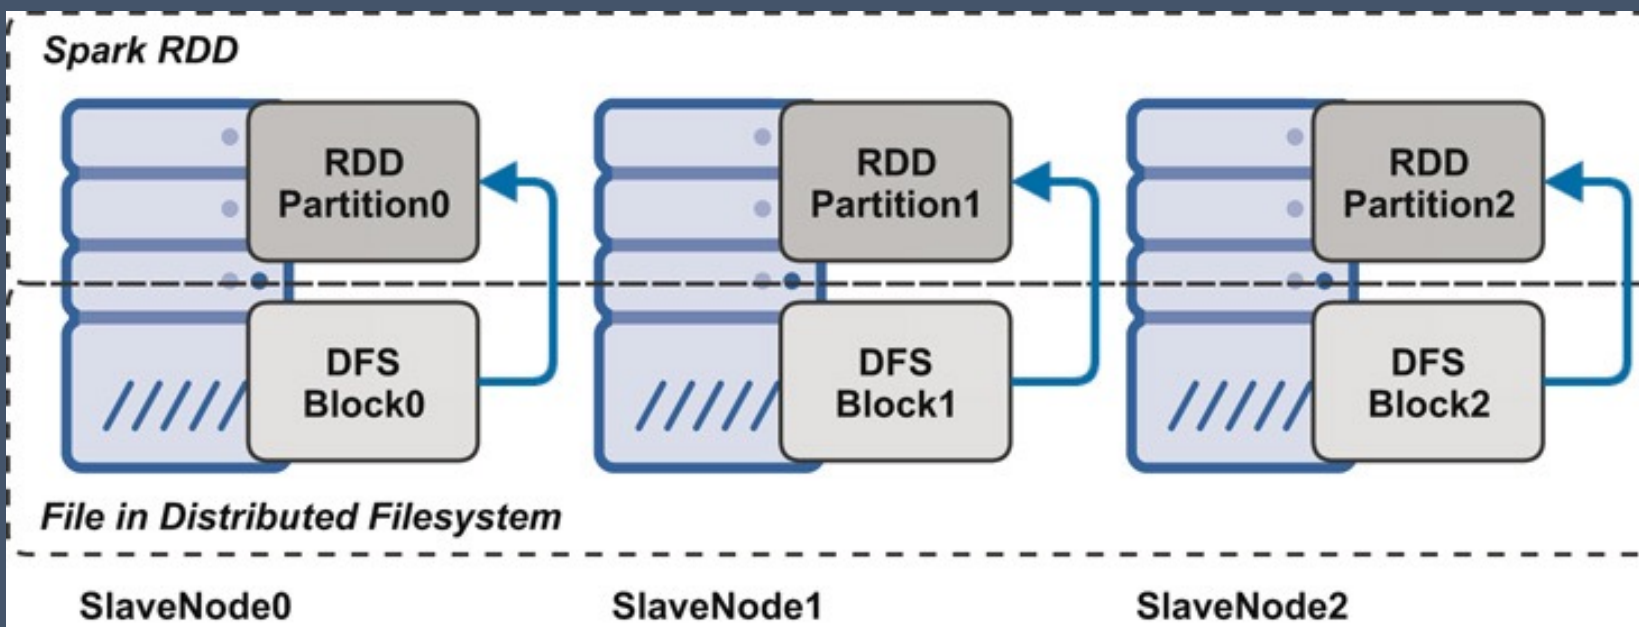 Spark RDD
RDD
Partition0
RDD
Partition1
RDD
Partition2
DFS
Block0
DFS
Block1
DFS
Block2
File in Distributed Filesystem
SlaveNode0
SlaveNode1
SlaveNode2